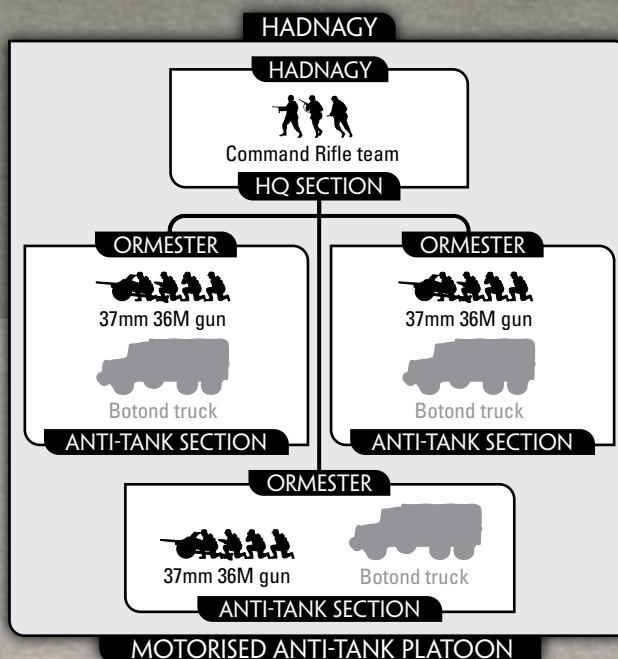 HADNAGY
HADNAGY
Command Rifle team
HQ SECTION
ORMESTER
37mm 36M gun
Botond truck
ANTI-TANK SECTION
ORMESTER
37mm 36M gun
Botond truck
ANTI-TANK SECTION
ORMESTER
37mm 36M gun
Botond truck
ANTI-TANK SECTION
MOTORISED ANTI-TANK PLATOON